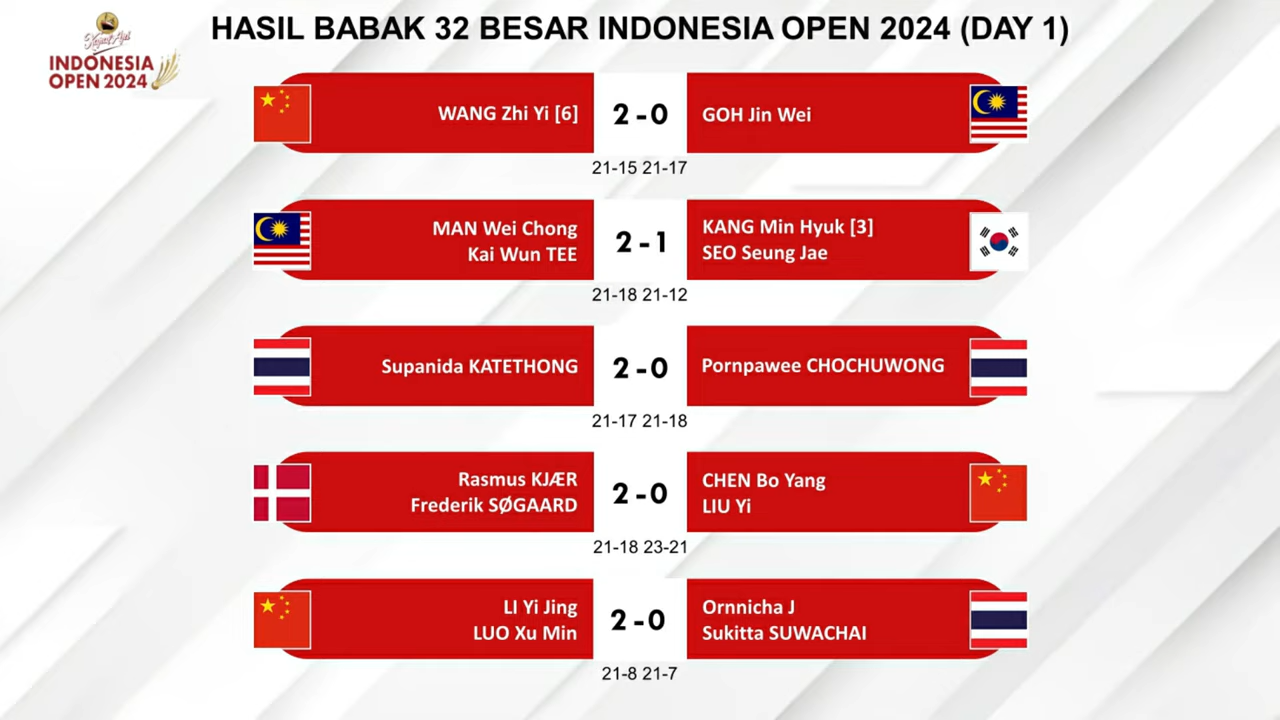 HASIL BABAK 32 BESAR INDONESIA OPEN 2024 (DAY 1)
INDONESIA
OPEN 2024
WANG Zhi Yi [6]
2-0
GOH Jin Wei
21-15 21-17
MAN Wei Chong
Kai Wun TEE
2-1
KANG Min Hyuk [3]
SEO Seung Jae
21-18 21-12
Supanida KATETHONG
2-0
Pornpawee CHOCHUWONG
21-17 21-18
Rasmus KJÆR
Frederik SØGAARD
2-0
CHEN Bo Yang
LIU Yi
21-18 23-21
LI Yi Jing
LUO Xu Min
2-0
Ornnicha J
Sukitta SUWACHAI
21-8 21-7